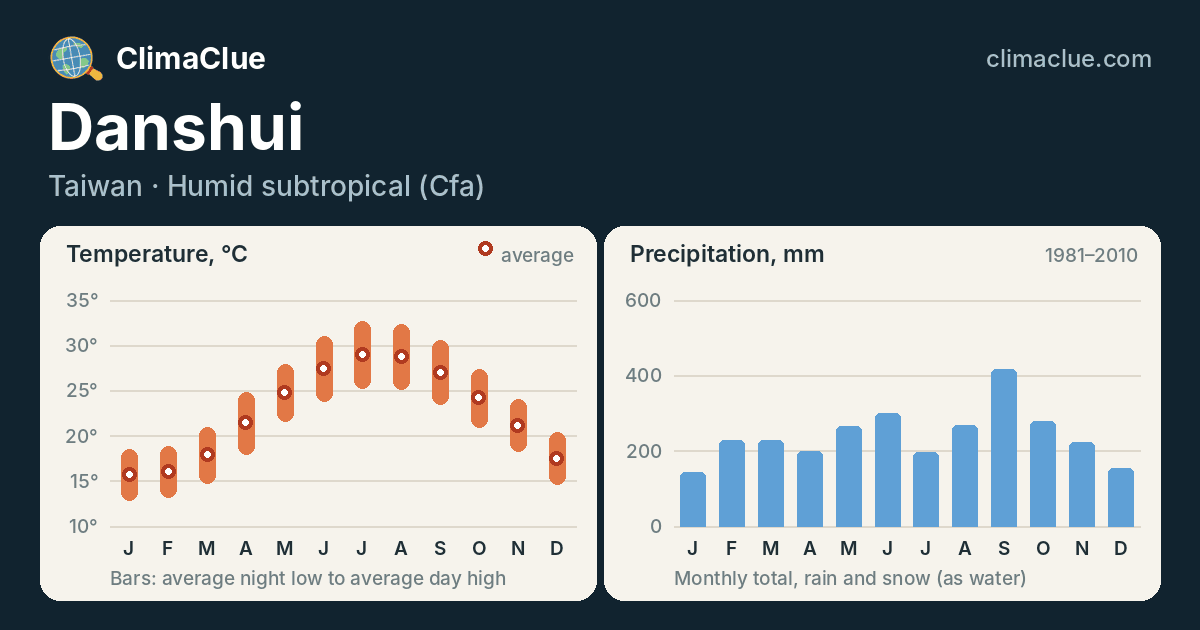 ClimaClue
climaclue.com
Danshui
Taiwan · Humid subtropical (Cfa)
Temperature, °C
average
35°
30°
25°
20°
15°
10°
J F M A M J J A S O N D
Bars: average night low to average day high
Precipitation, mm
1981–2010
600
400
200
0
J F M A M J J A S O N D
Monthly total, rain and snow (as water)